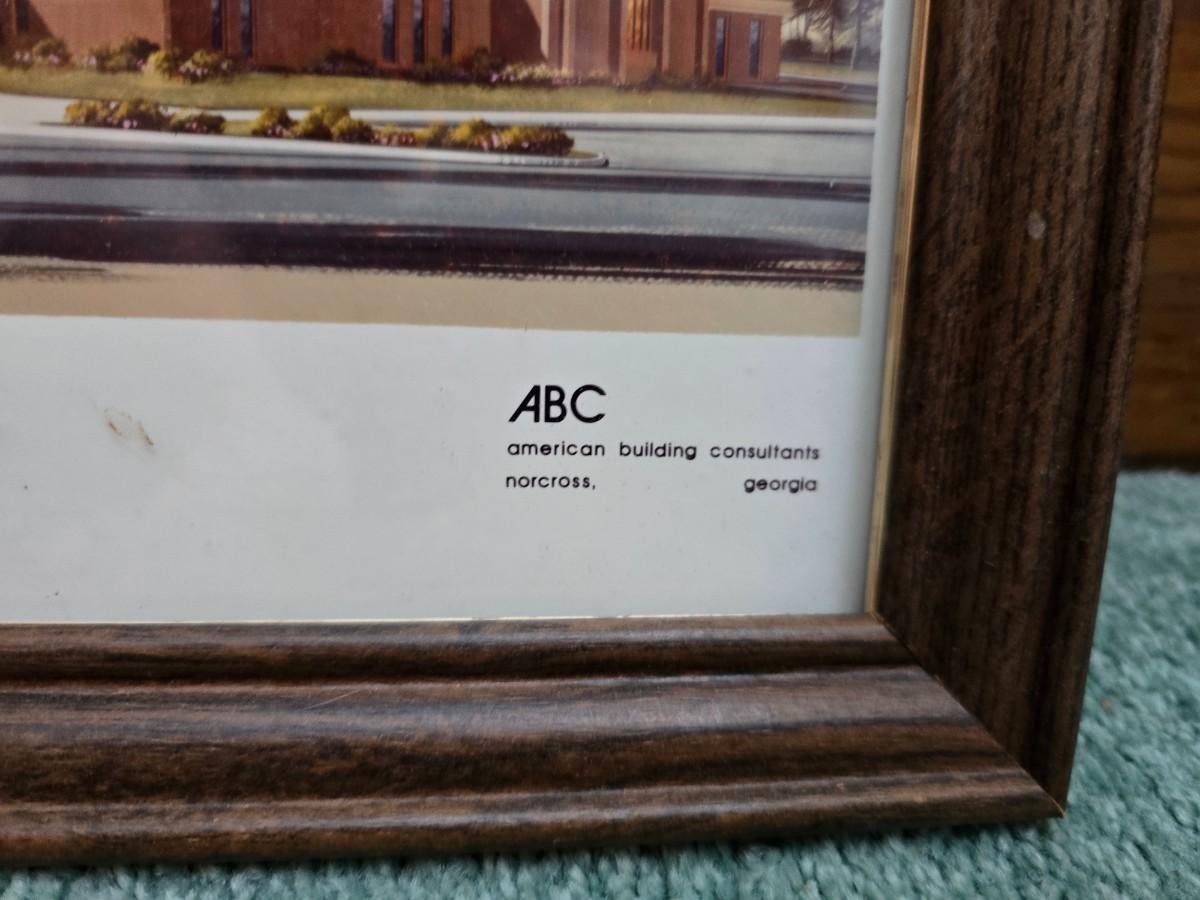 ABC
american building consultants
norcross, georgia